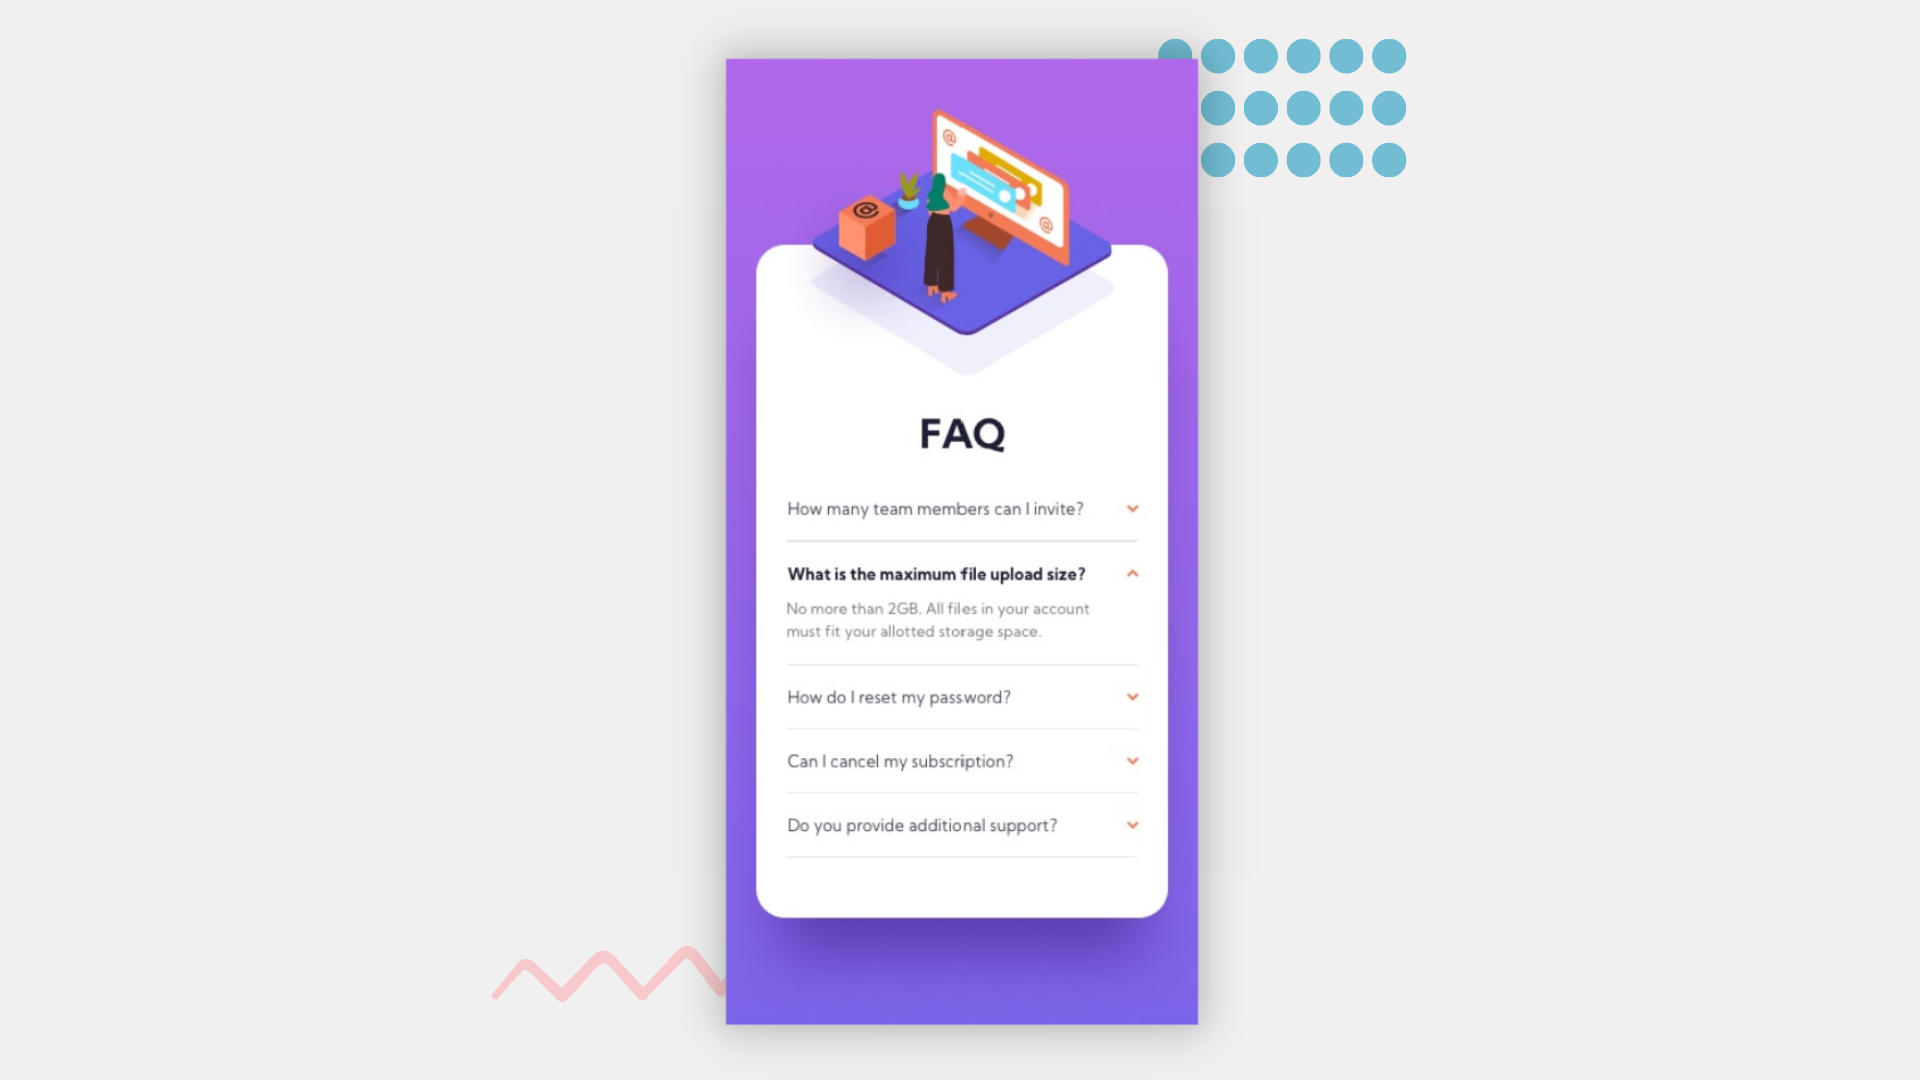 @
@
@
FAQ
How many team members can I invite?
What is the maximum file upload size?
No more than 2GB. All files in your account
must fit your allotted storage space.
How do I reset my password?
Can I cancel my subscription?
Do you provide additional support?